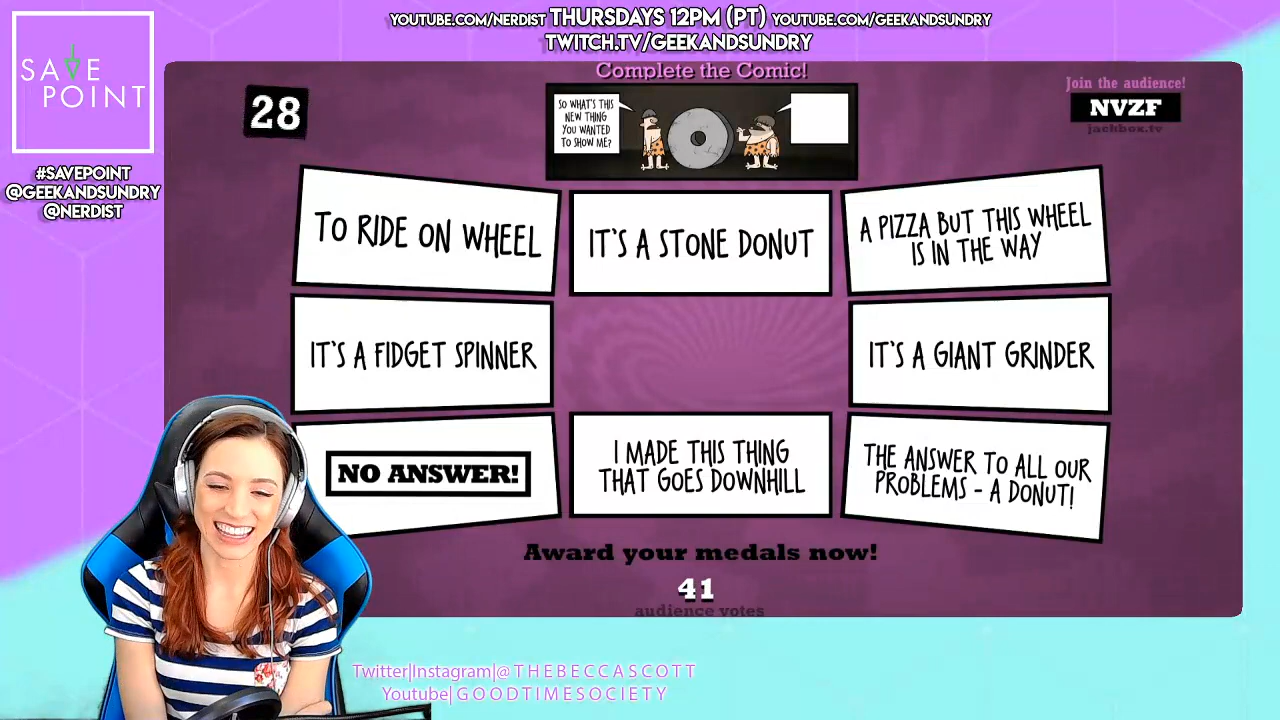 YOUTUBE.COM/NERDIST THURSDAYS 12PM (PT) YOUTUBE.COM/GEEKANDSUNDRY
TWITCH.TV/GEEKANDSUNDRY
SAVE
POINT
#SAVEPOINT
@GEEKANDSUNDRY
@NERDIST
28
Complete the Comic!
SO WHAT'S THIS
NEW THING
YOU WANTED
TO SHOW ME?
Join the audience!
NVZF
jackbox.tv
TO RIDE ON WHEEL
IT'S A STONE DONUT
A PIZZA BUT THIS WHEEL
IS IN THE WAY
IT'S A FIDGET SPINNER
IT'S A GIANT GRINDER
NO ANSWER!
I MADE THIS THING
THAT GOES DOWNHILL
THE ANSWER TO ALL OUR
PROBLEMS - A DONUT!
Award your medals now!
41
audience votes
Twitter|Instagram|@THEBECCASCOTT
Youtube|GOODTIMESOCIETY